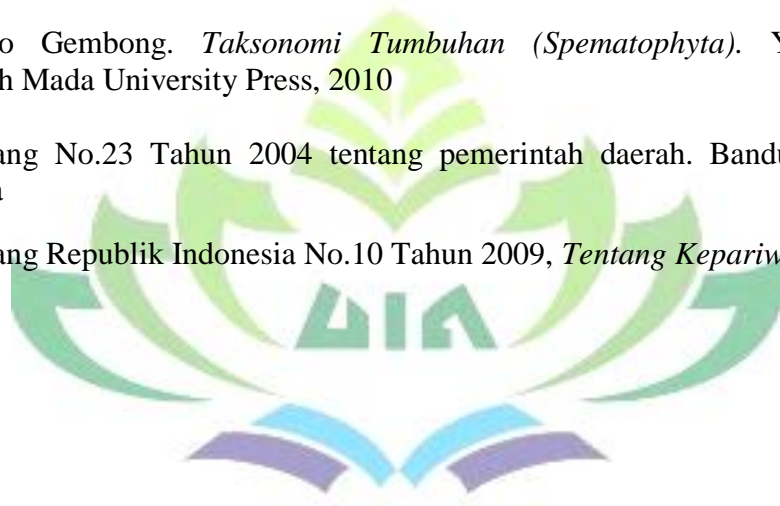 o Gembong. Taksonomi Tumbuhan (Spematophyta). Y
h Mada University Press, 2010
ang No.23 Tahun 2004 tentang pemerintah daerah. Bandu
a
ang Republik Indonesia No.10 Tahun 2009, Tentang Kepariw
UIN